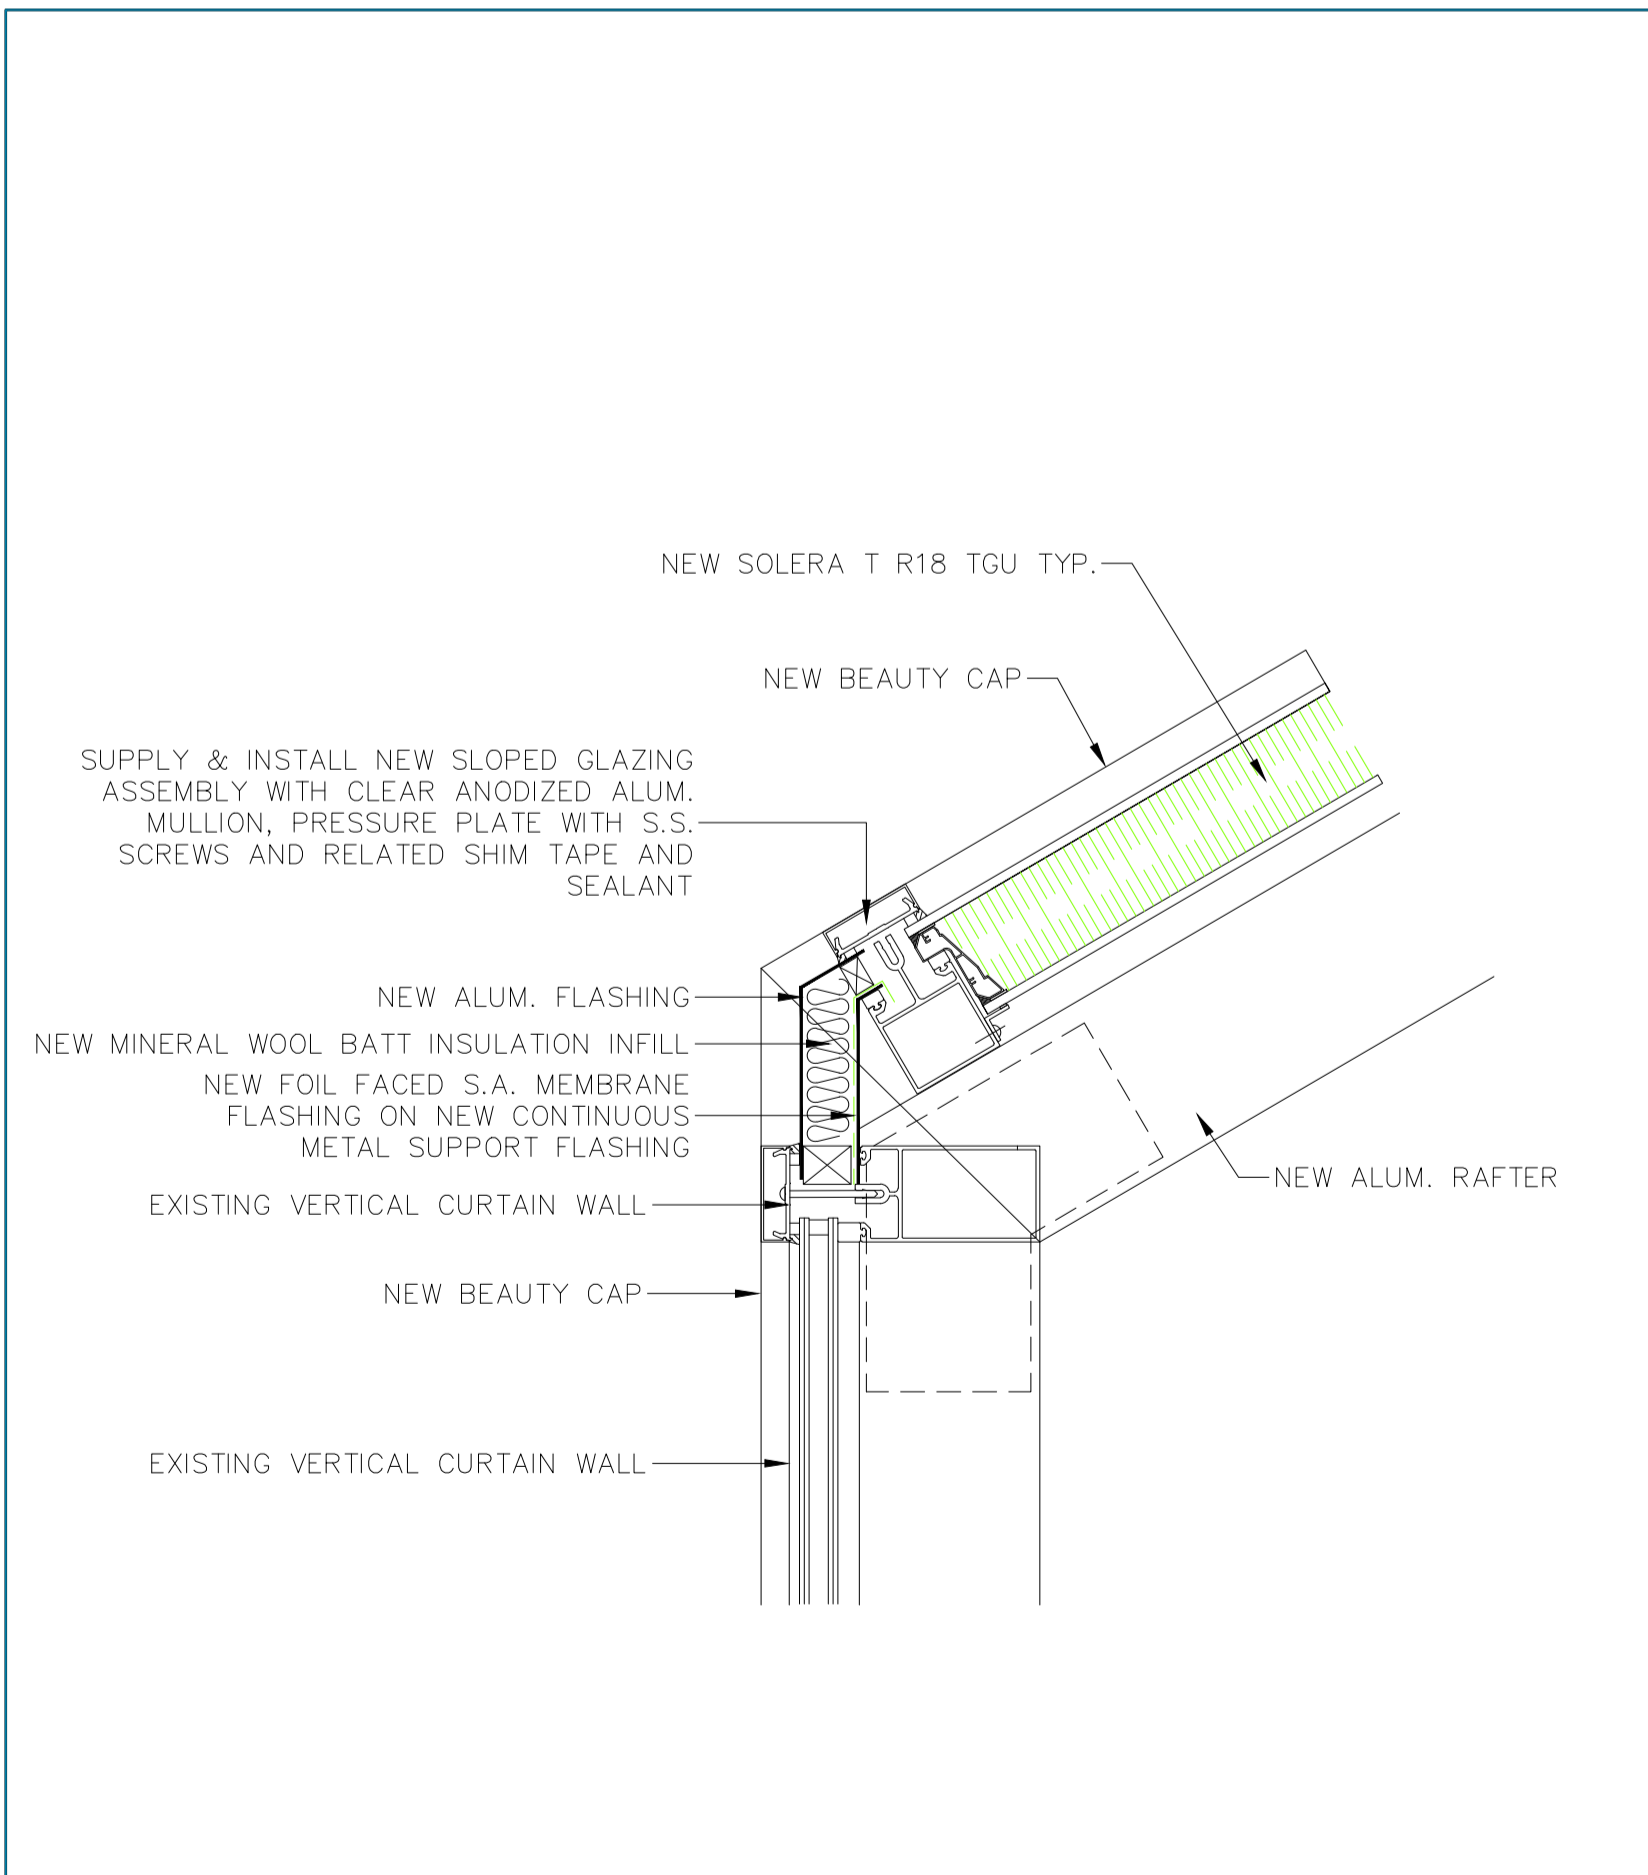 NEW SOLERA T R18 TGU TYP.
NEW BEAUTY CAP
SUPPLY & INSTALL NEW SLOPED GLAZING
ASSEMBLY WITH CLEAR ANODIZED ALUM.
MULLION, PRESSURE PLATE WITH S.S.
SCREWS AND RELATED SHIM TAPE AND
SEALANT
NEW ALUM. FLASHING
NEW MINERAL WOOL BATT INSULATION INFILL
NEW FOIL FACED S.A. MEMBRANE
FLASHING ON NEW CONTINUOUS
METAL SUPPORT FLASHING
NEW ALUM. RAFTER
EXISTING VERTICAL CURTAIN WALL
NEW BEAUTY CAP
EXISTING VERTICAL CURTAIN WALL